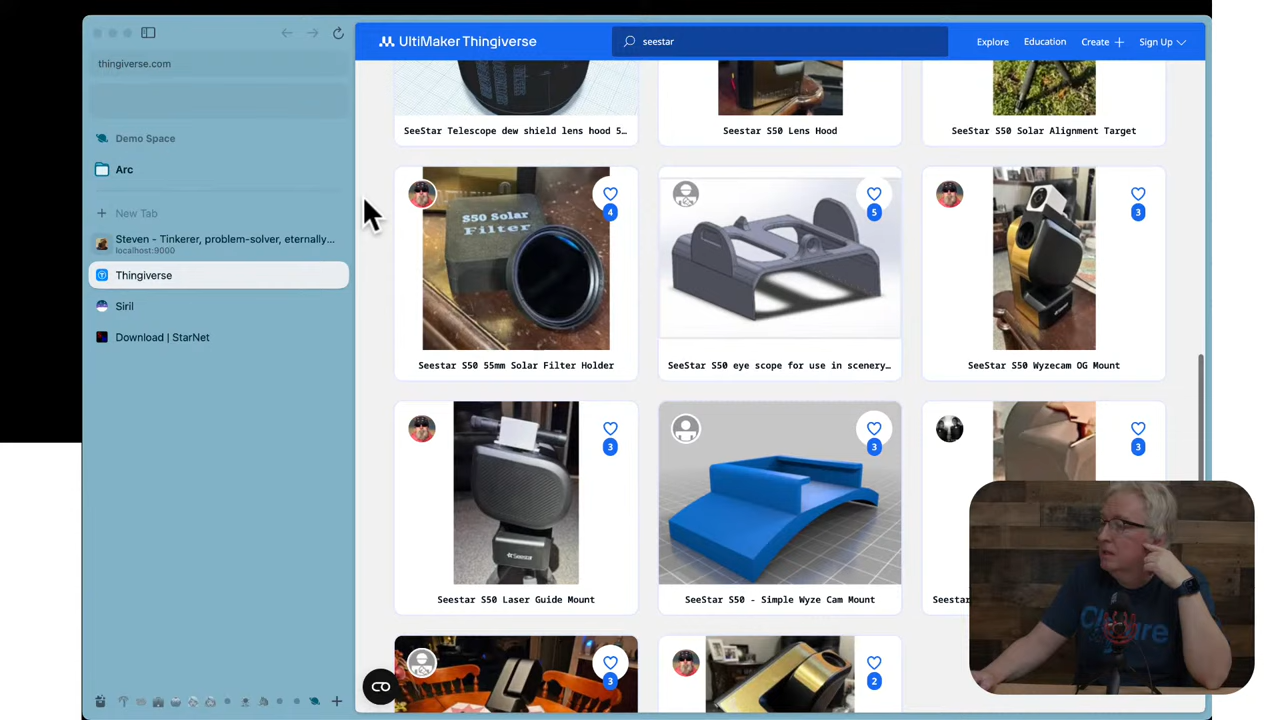 thingiverse.com
Demo Space
Arc
New Tab
Steven - Tinkerer, problem-solver, eternally...
localhost:9000
Thingiverse
Siril
Download | StarNet
UltiMaker Thingiverse
seestar
Explore
Education
Create
Sign Up
SeeStar Telescope dew shield lens hood 5...
Seestar S50 Lens Hood
SeeStar S50 Solar Alignment Target
S50 Solar
Filter
4
5
3
Seestar S50 55mm Solar Filter Holder
SeeStar S50 eye scope for use in scenery...
SeeStar S50 Wyzecam OG Mount
3
3
3
Seestar
Seestar S50 Laser Guide Mount
SeeStar S50 - Simple Wyze Cam Mount
Seestar
3
2